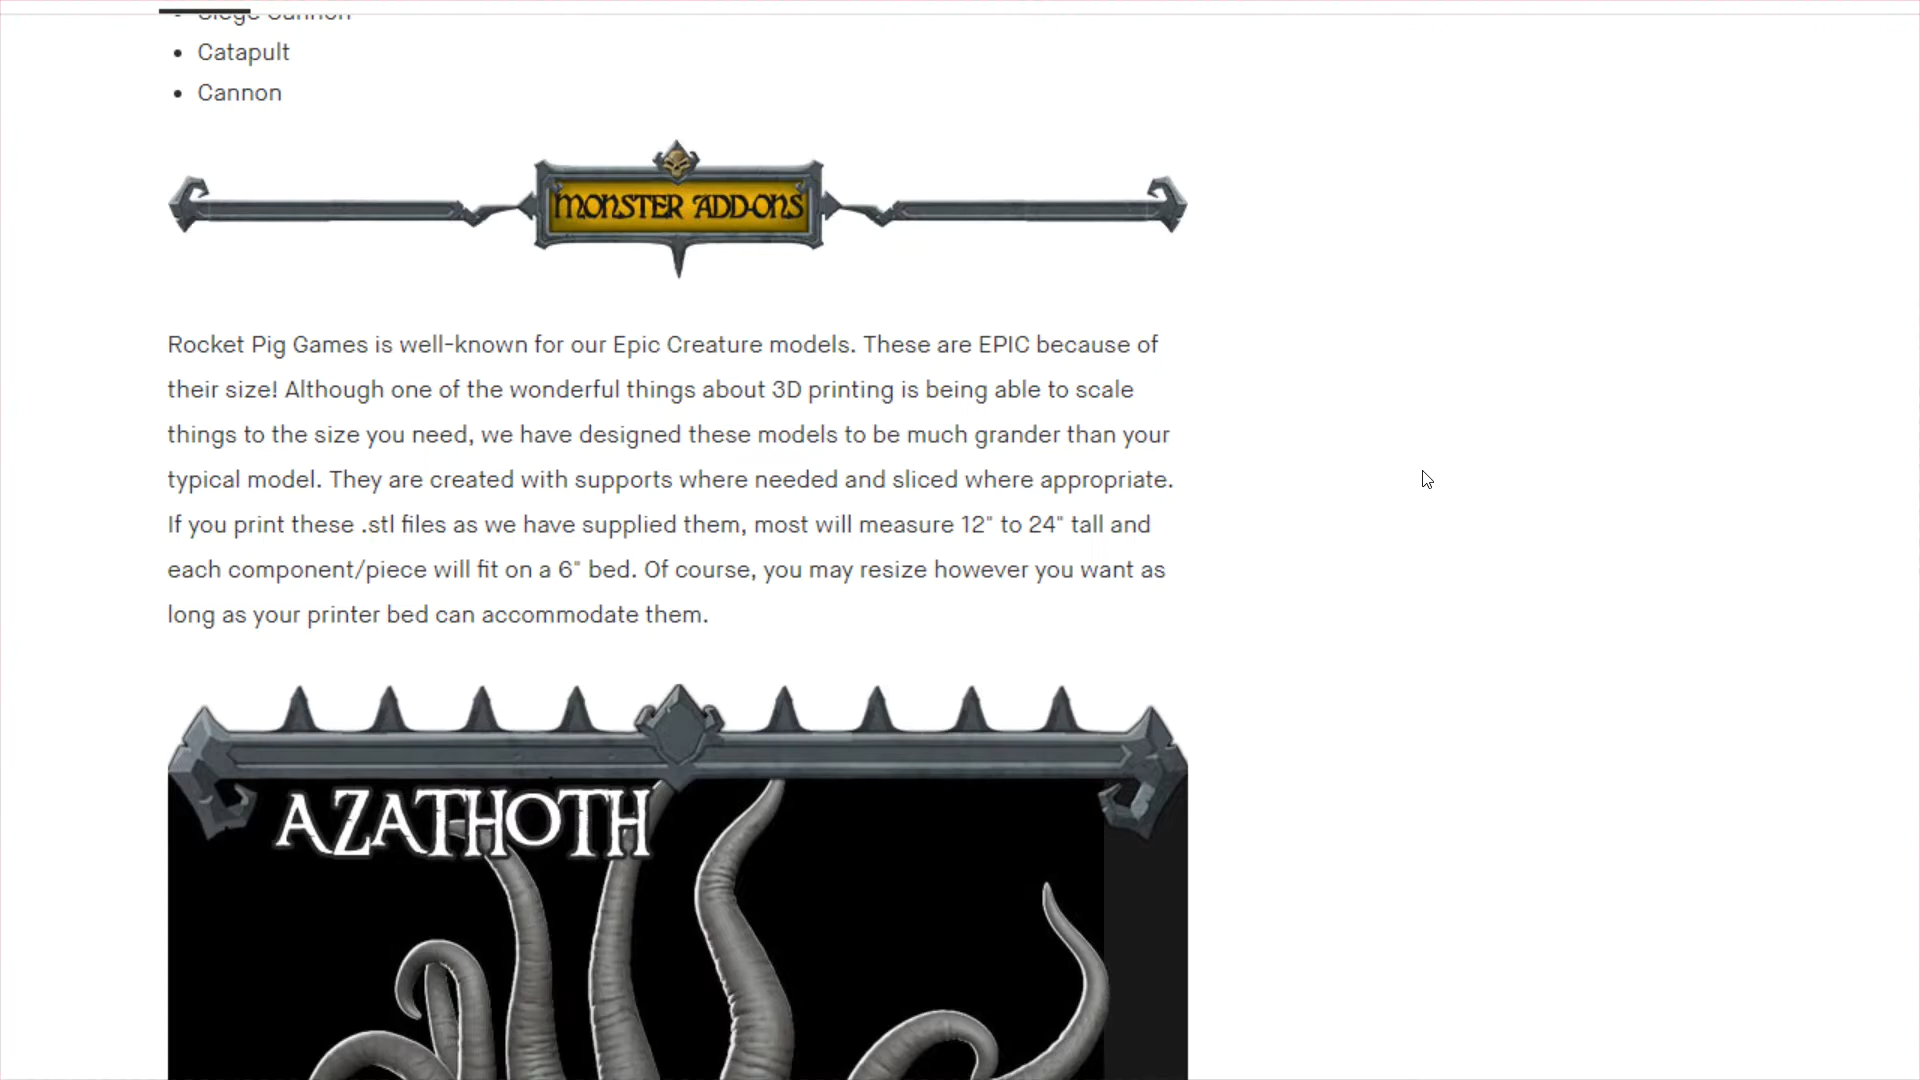 Siege Cannon
Catapult
Cannon
MONSTER ADD-ONS
Rocket Pig Games is well-known for our Epic Creature models. These are EPIC because of
their size! Although one of the wonderful things about 3D printing is being able to scale
things to the size you need, we have designed these models to be much grander than your
typical model. They are created with supports where needed and sliced where appropriate.
If you print these .stl files as we have supplied them, most will measure 12" to 24" tall and
each component/piece will fit on a 6" bed. Of course, you may resize however you want as
long as your printer bed can accommodate them.
AZATHOTH